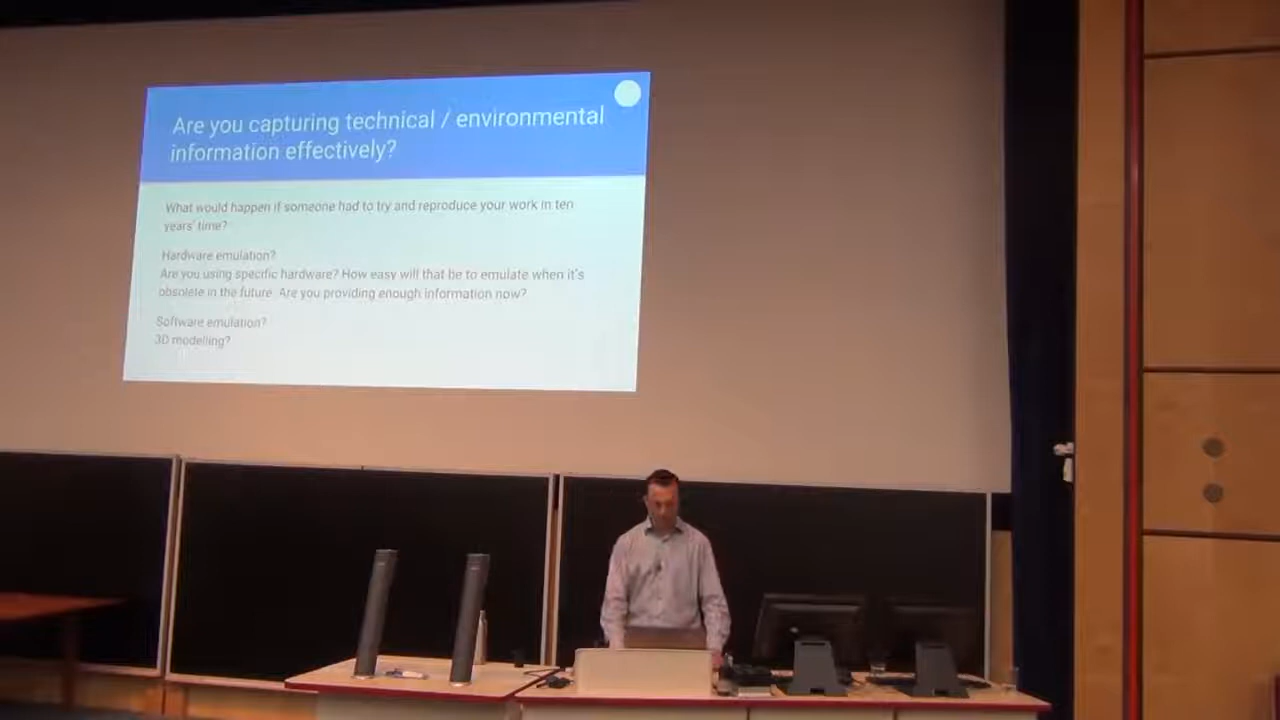 Are you capturing technical / environmental
information effectively?
What would happen if someone had to try and reproduce your work in ten
years' time?
Hardware emulation?
Are you using specific hardware? How easy will that be to emulate when it's
obsolete in the future. Are you providing enough information now?
Software emulation?
3D modelling?